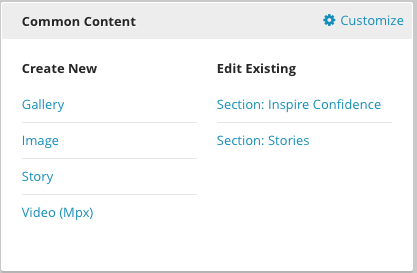 Common Content
Customize
Create New
Gallery
Image
Story
Video (Mpx)
Edit Existing
Section: Inspire Confidence
Section: Stories